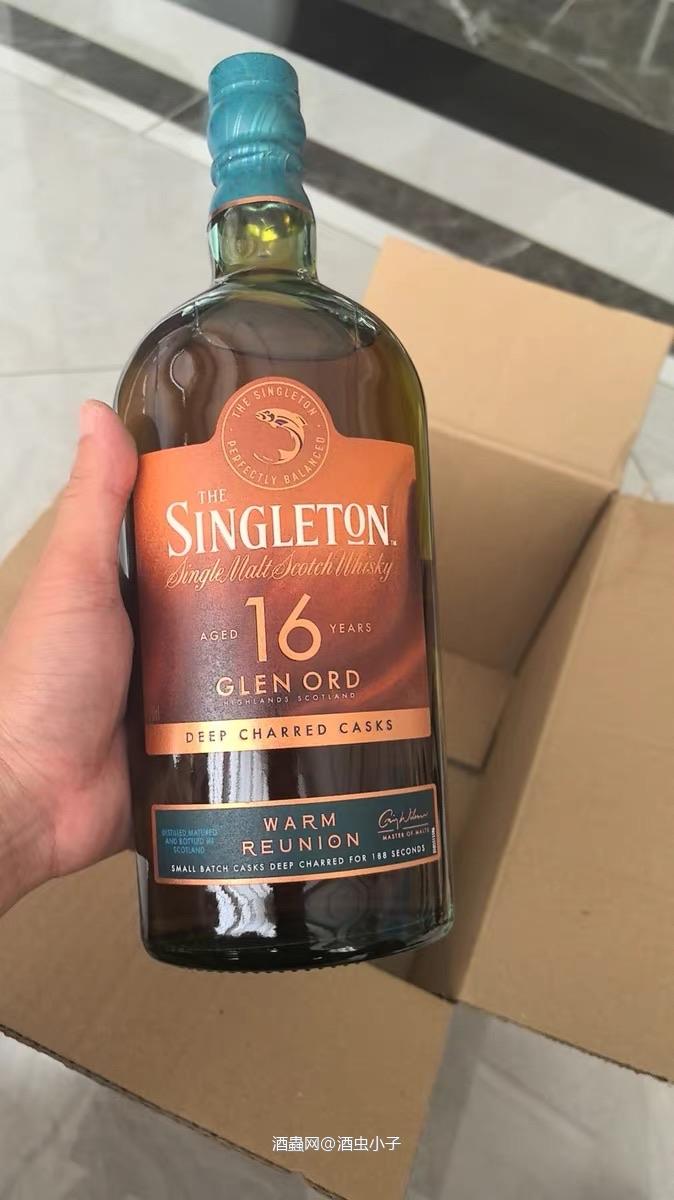 THE SINGLETON
PERFECTLY BALANCED
THE
SINGLETON
Single Malt Scotch Whisky
AGED 16 YEARS
GLEN ORD
HIGHLANDS SCOTLAND
DEEP CHARRED CASKS
DISTILLED, MATURED
AND BOTTLED IN
SCOTLAND
WARM
REUNION
MASTER OF MALTS
SMALL BATCH CASKS DEEP CHARRED FOR 188 SECONDS
酒蟲网@酒虫小子